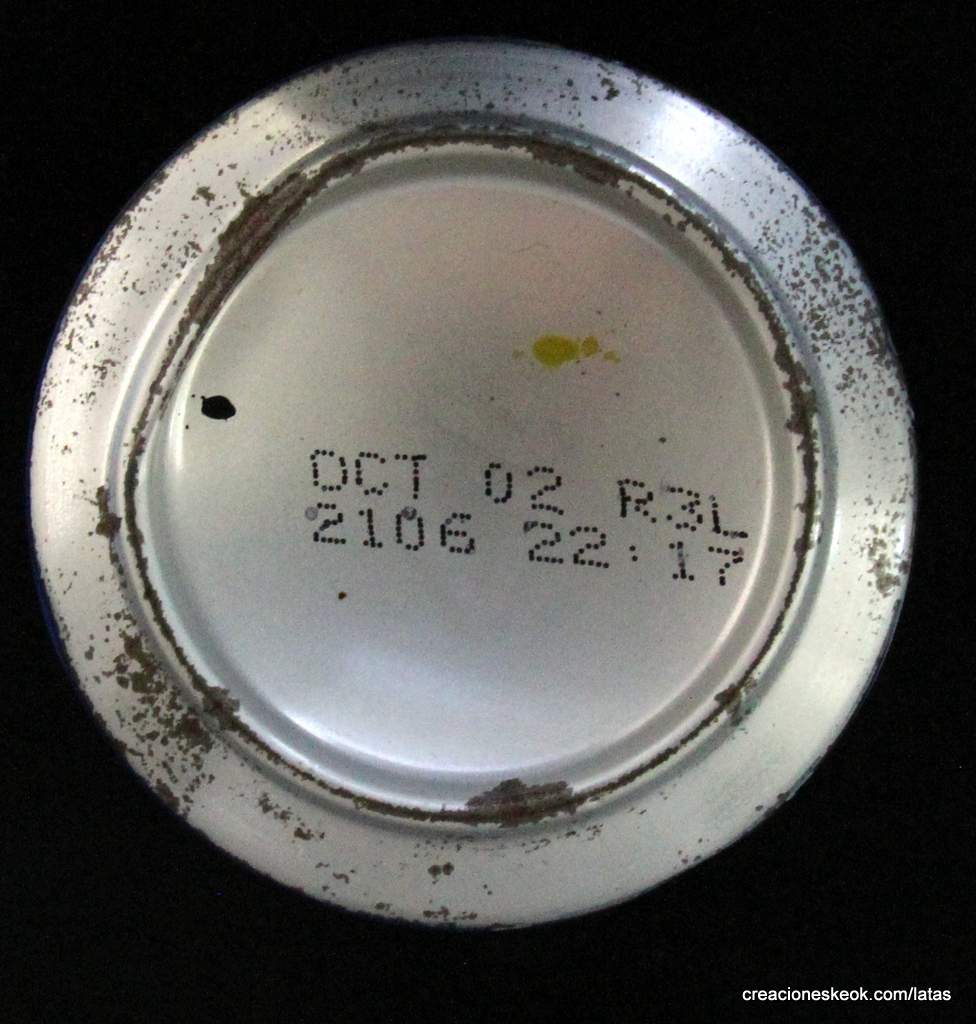 OCT 02 R3L
2106 22:17
creacioneskeok.com/latas